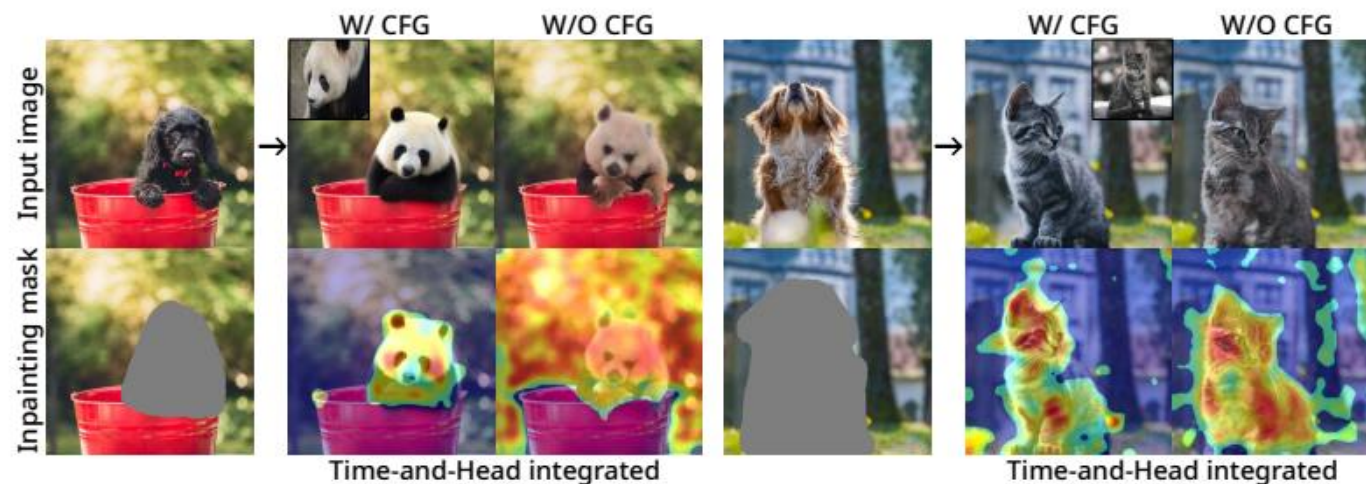 W/ CFG
W/O CFG
W/ CFG
W/O CFG
Input image
Inpainting mask
Time-and-Head integrated
Time-and-Head integrated